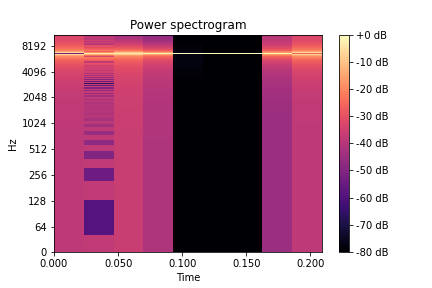 Power spectrogram
8192
4096
2048
1024
512
256
128
64
0
Hz
0.000 0.050 0.100 0.150 0.200
Time
+0 dB
-10 dB
-20 dB
-30 dB
-40 dB
-50 dB
-60 dB
-70 dB
-80 dB